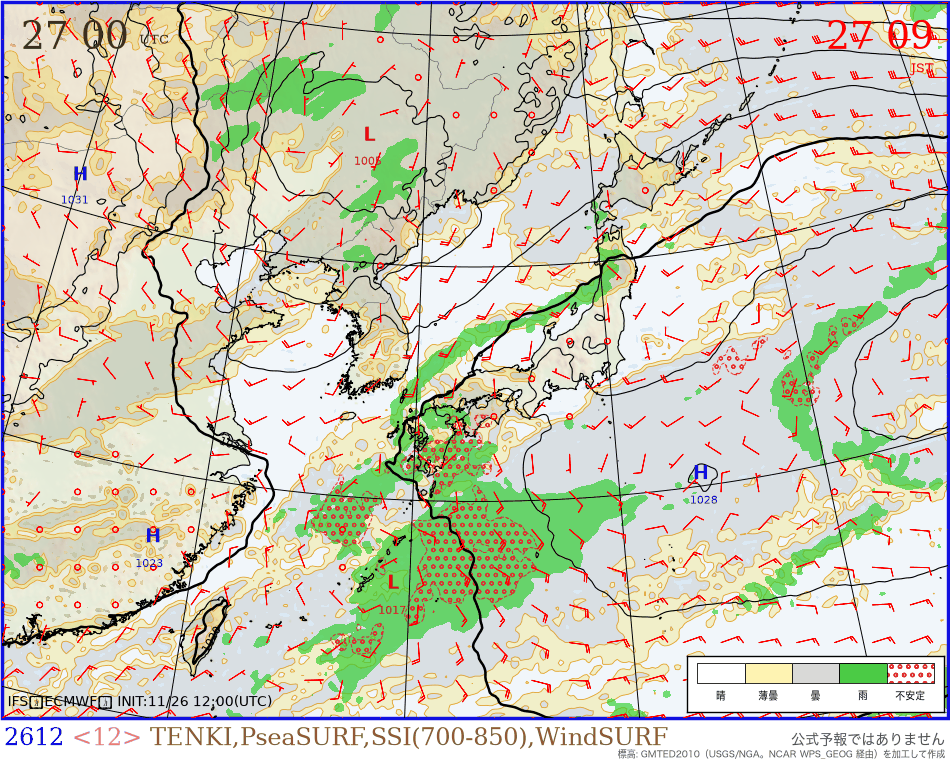 27 00 UTC
27 09
JST
L
1006
H
1031
H
1028
H
1023
L
1017
晴 薄曇 曇 雨 不安定
IFS[]ECMWF[] INIT:11/26 12:00(UTC)
2612 <12> TENKI,PseaSURF,SSI(700-850),WindSURF
公式予報ではありません
標高: GMTED2010（USGS/NGA。NCAR WPS_GEOG 経由）を加工して作成